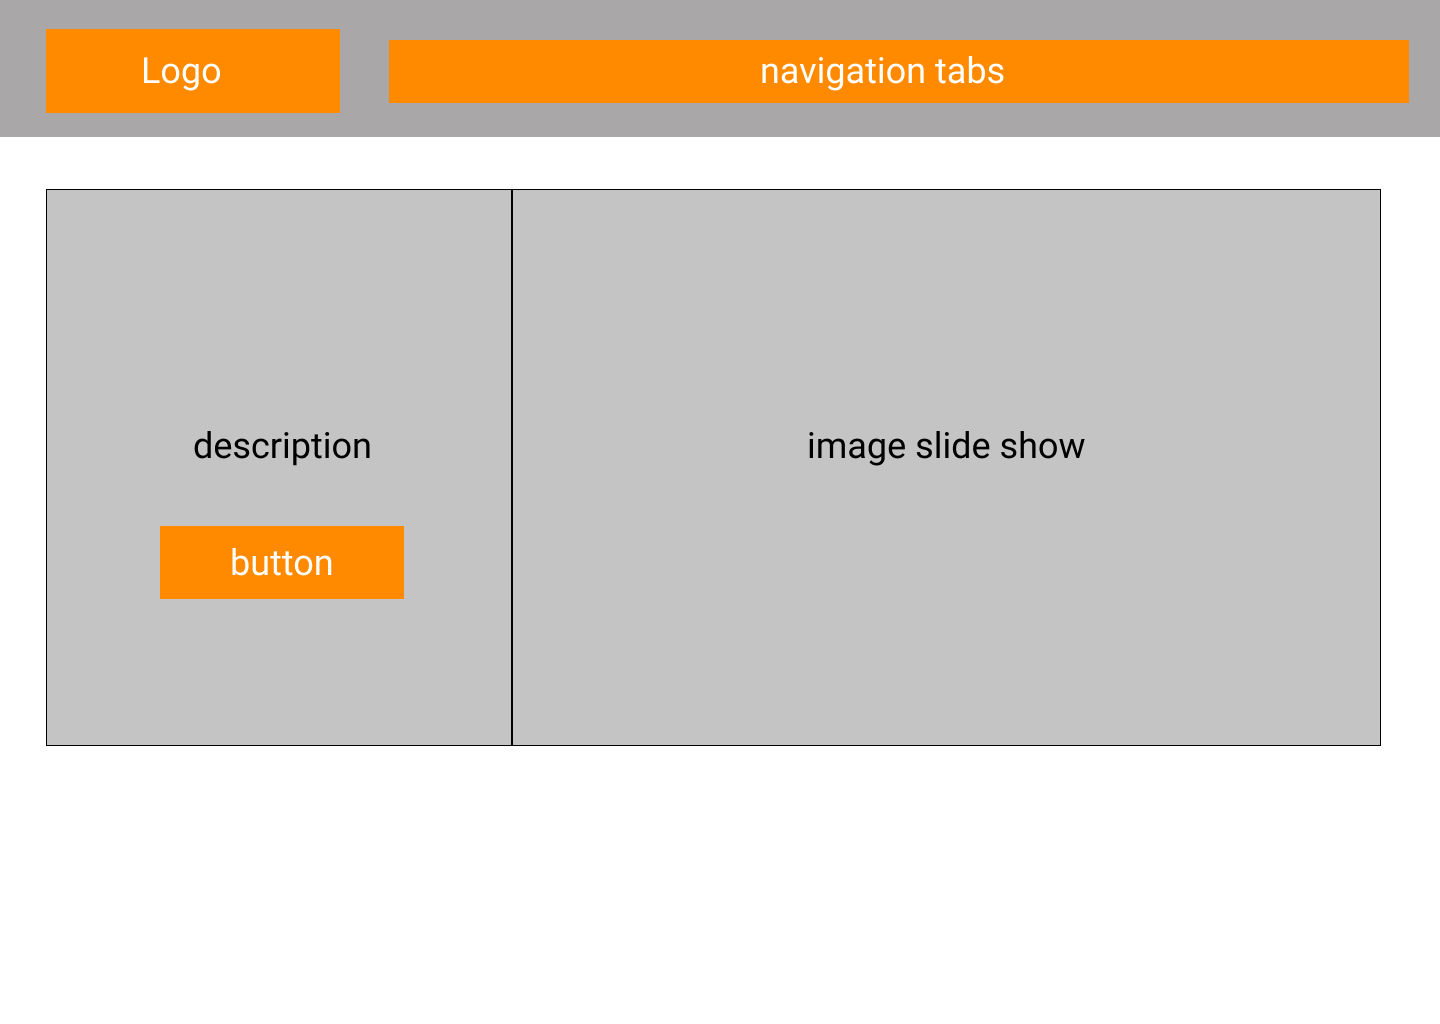 Logo
navigation tabs
description
image slide show
button